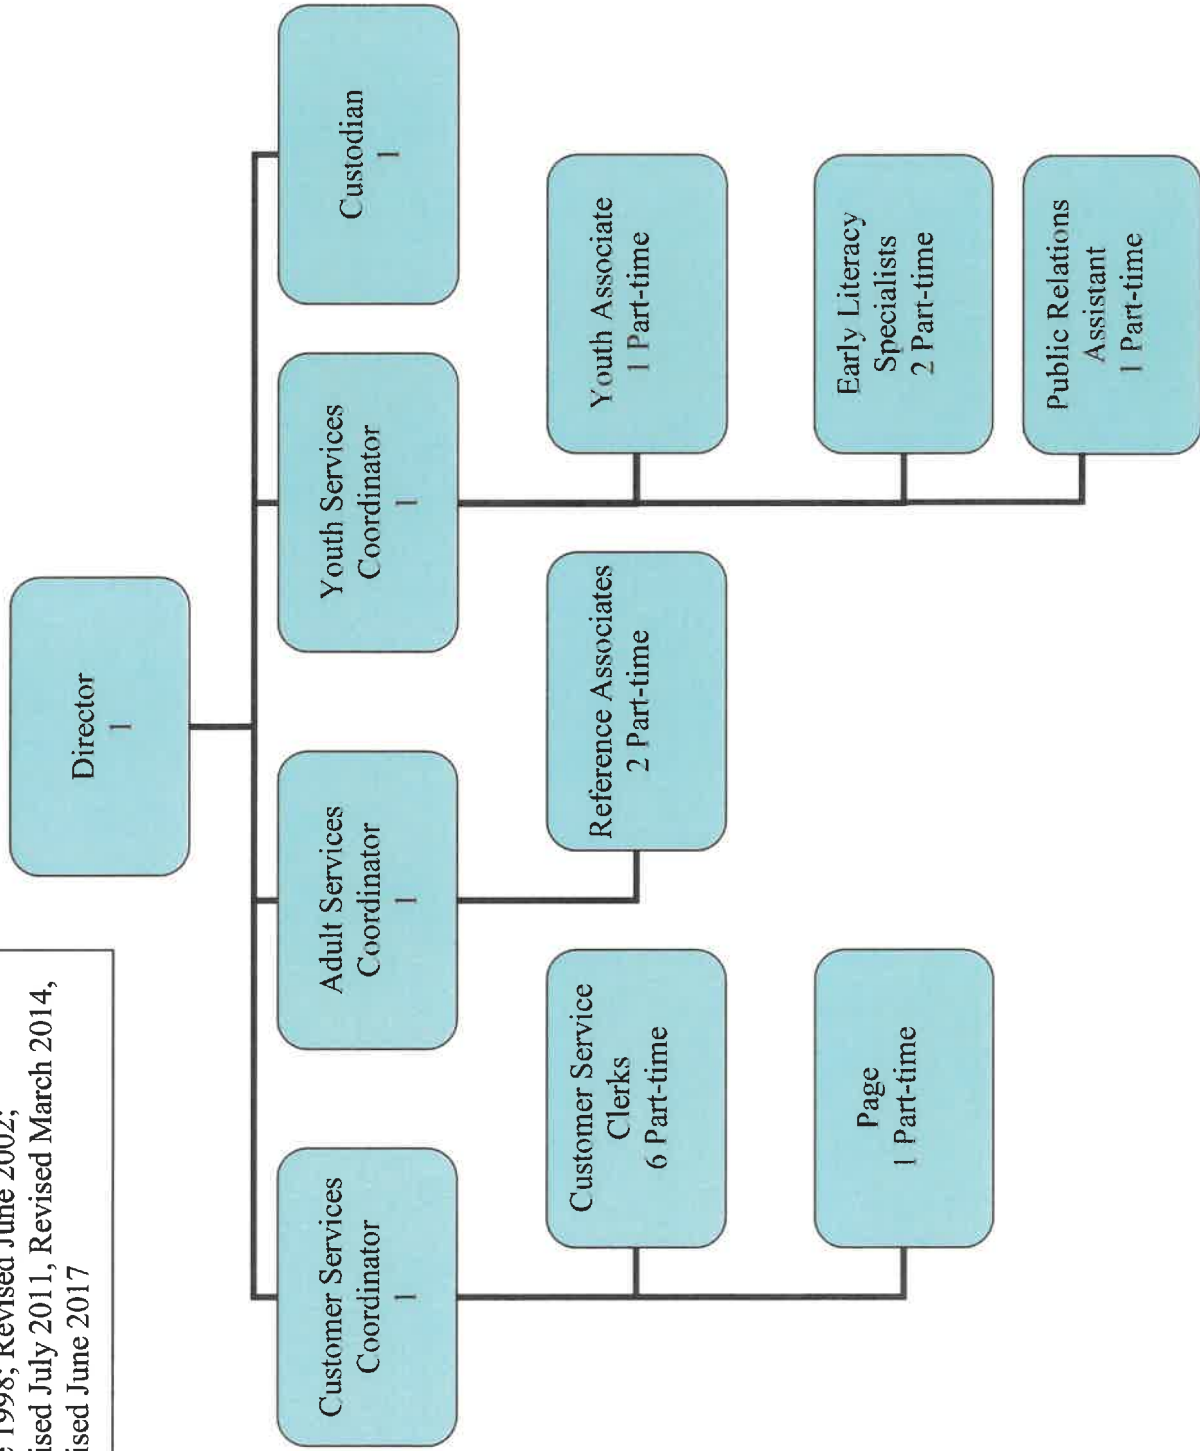 1998; Revised June 2002;
July 2011, Revised March 2014,
June 2017
Director
1
Customer Services
Coordinator
1
Adult Services
Coordinator
1
Youth Services
Coordinator
1
Custodian
1
Customer Service
Clerks
6 Part-time
Reference Associates
2 Part-time
Youth Associate
1 Part-time
Page
1 Part-time
Early Literacy
Specialists
2 Part-time
Public Relations
Assistant
1 Part-time